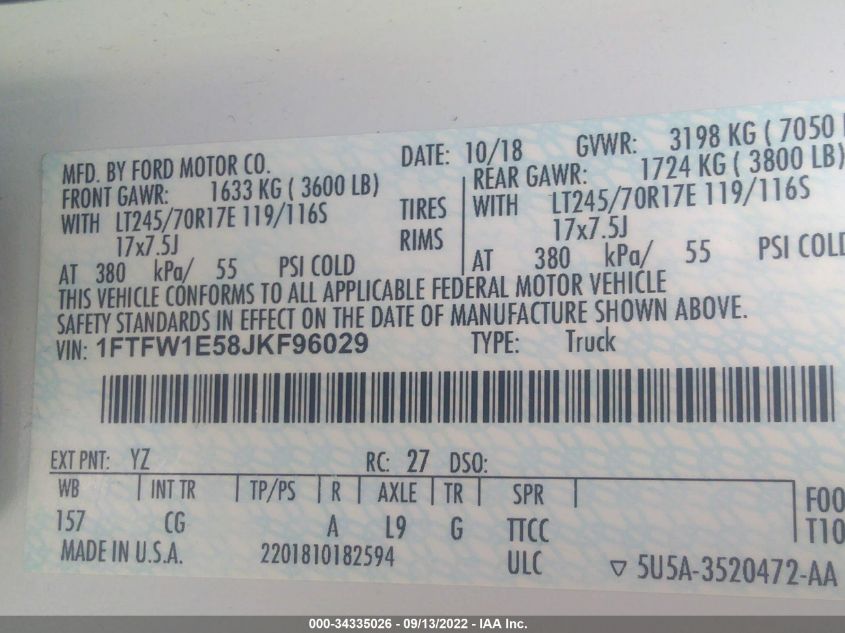 MFD. BY FORD MOTOR CO. DATE: 10/18 GVWR: 3198 KG ( 7050
FRONT GAWR: 1633 KG ( 3600 LB) REAR GAWR: 1724 KG ( 3800 LB)
WITH LT245/70R17E 119/116S TIRES WITH LT245/70R17E 119/116S
17x7.5J RIMS 17x7.5J
AT 380 kPa/ 55 PSI COLD AT 380 kPa/ 55 PSI COLD
THIS VEHICLE CONFORMS TO ALL APPLICABLE FEDERAL MOTOR VEHICLE
SAFETY STANDARDS IN EFFECT ON THE DATE OF MANUFACTURE SHOWN ABOVE.
VIN: 1FTFW1E58JKF96029 TYPE: Truck
EXT PNT: YZ RC: 27 DSO:
WB INT TR TP/PS R AXLE TR SPR F00
157 CG A L9 G TTCC T10
MADE IN U.S.A. 2201810182594 ULC ▽ 5U5A-3520472-AA
000-34335026 - 09/13/2022 - IAA Inc.